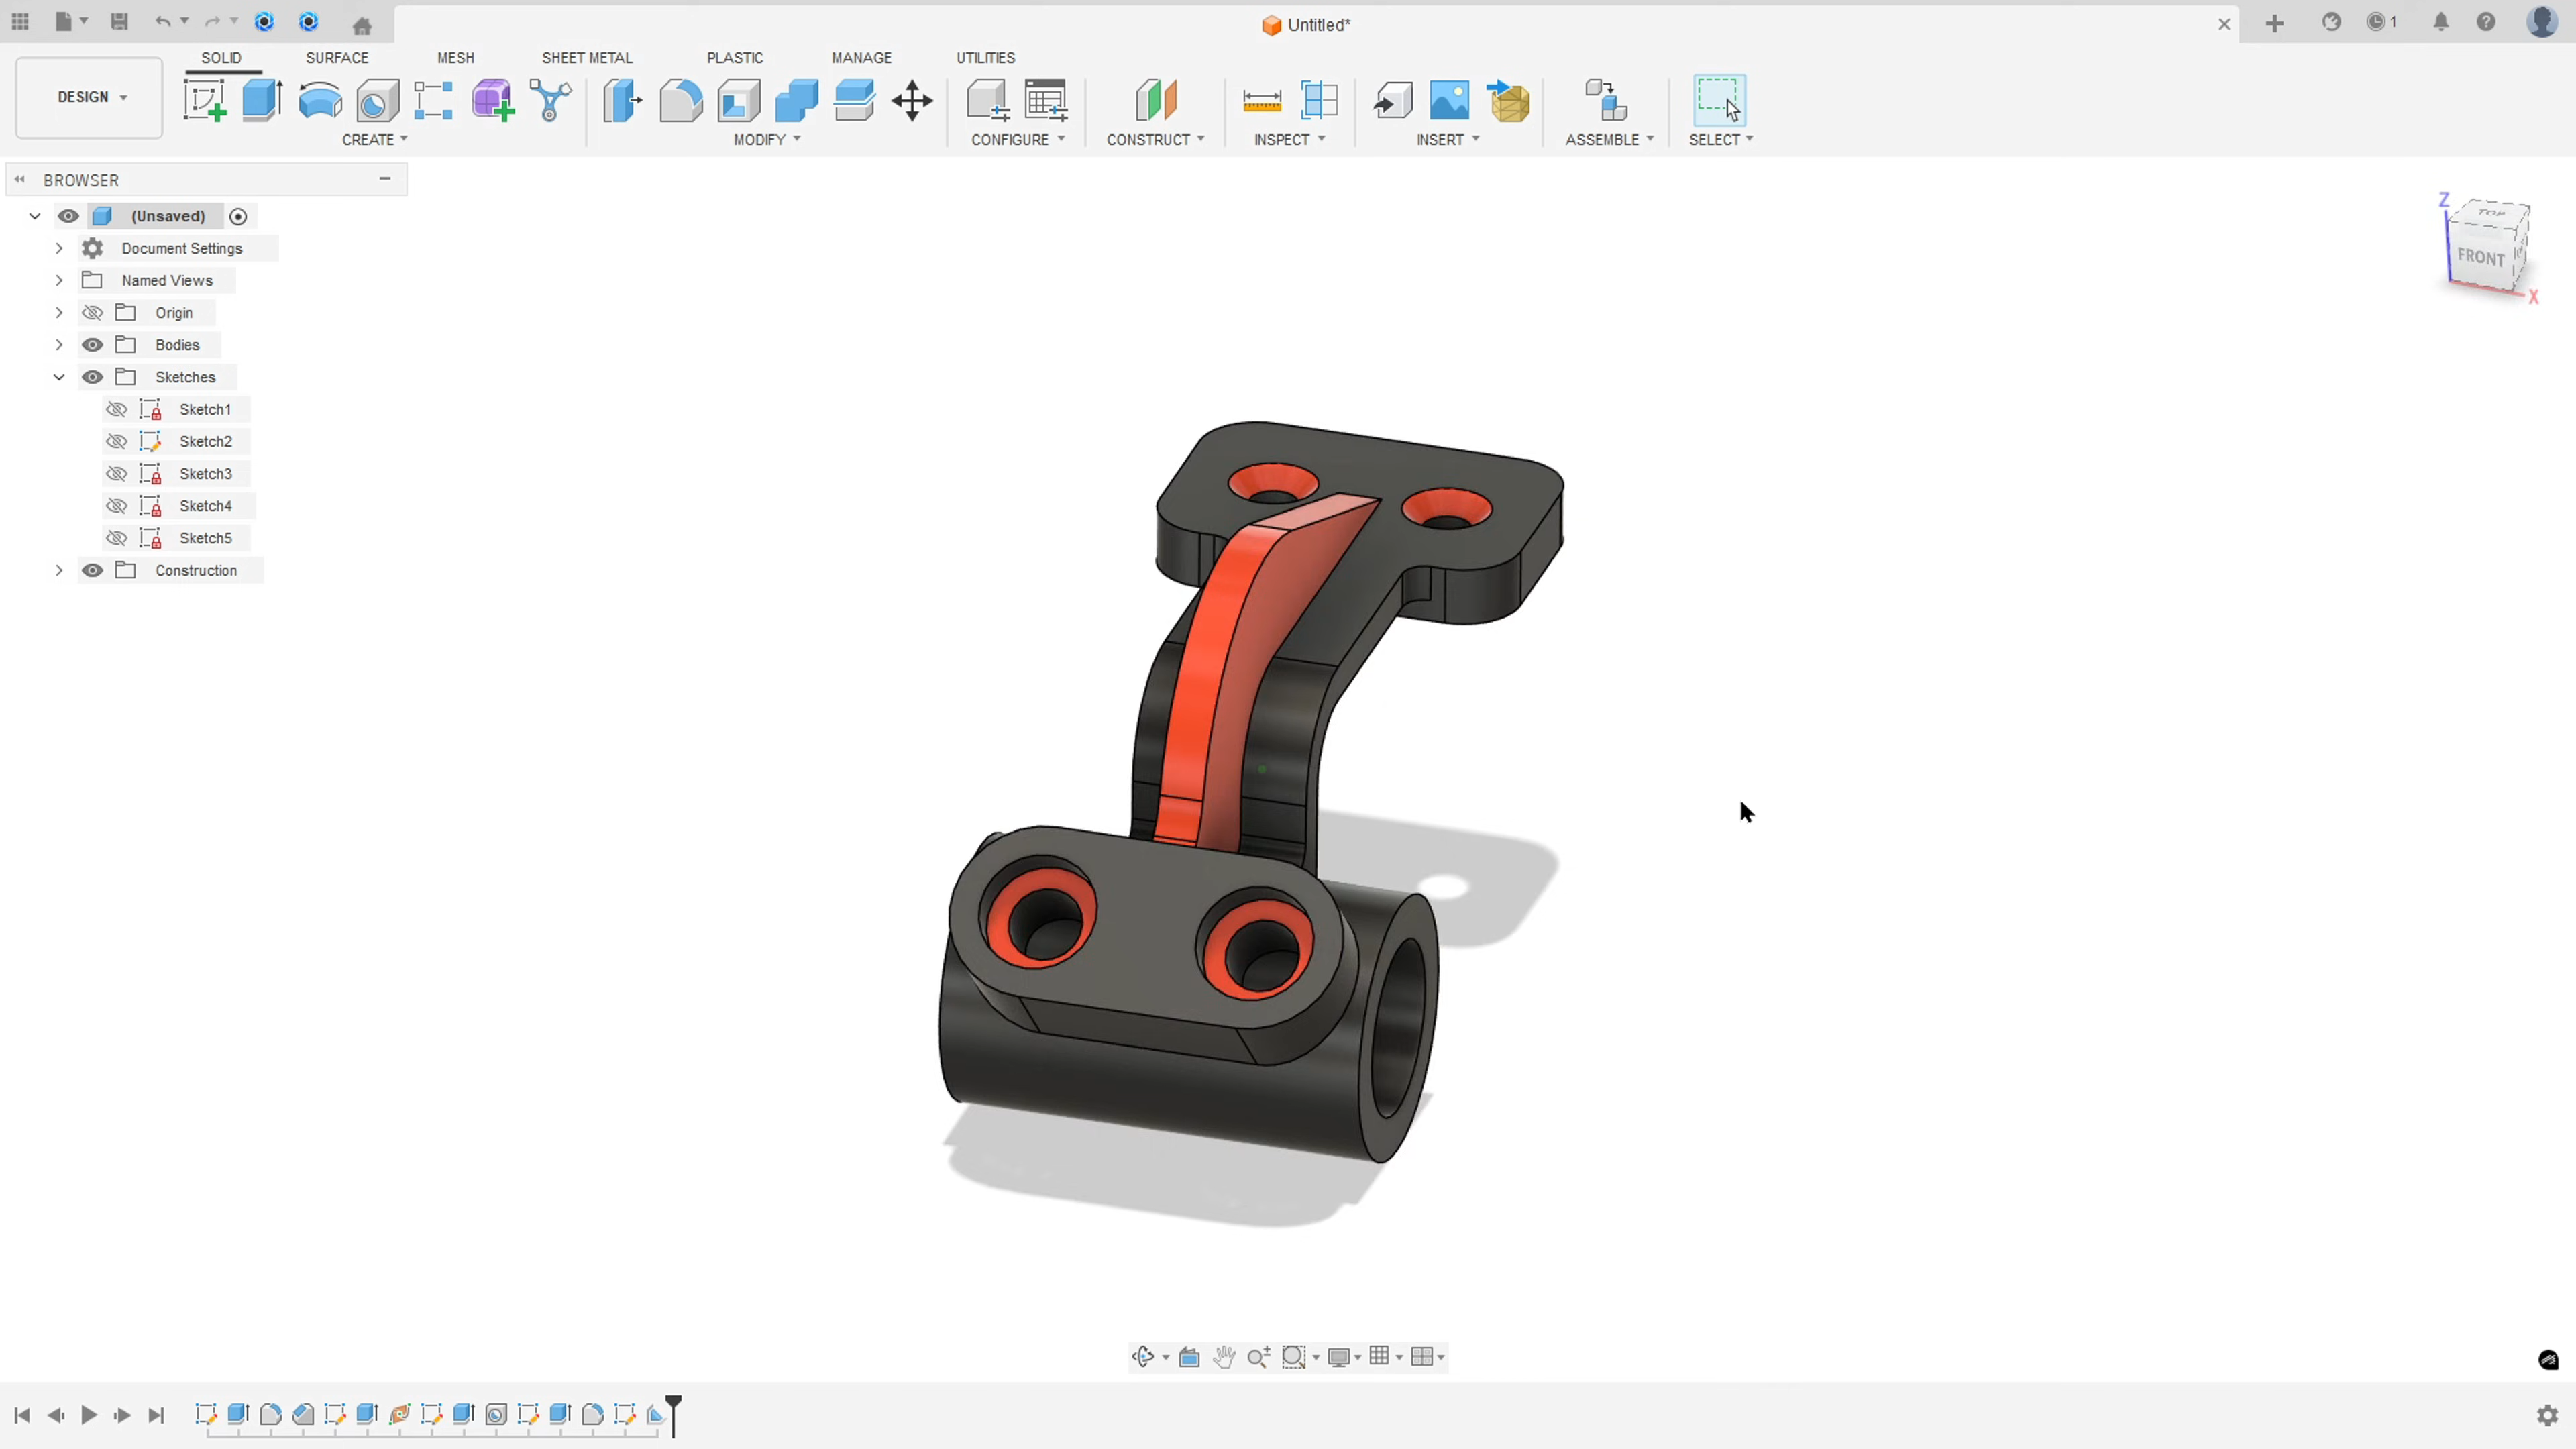 Untitled*
1
SOLID SURFACE MESH SHEET METAL PLASTIC MANAGE UTILITIES
DESIGN
CREATE MODIFY CONFIGURE CONSTRUCT INSPECT INSERT ASSEMBLE SELECT
BROWSER
(Unsaved)
Document Settings
Named Views
Origin
Bodies
Sketches
Sketch1
Sketch2
Sketch3
Sketch4
Sketch5
Construction
Z
TOP
FRONT
X